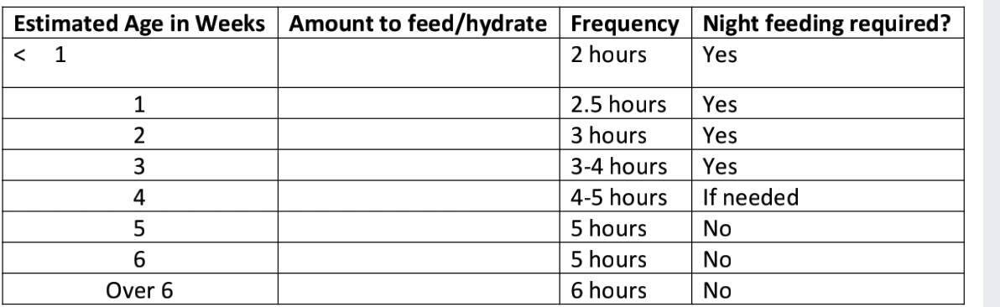 Estimated Age in Weeks Amount to feed/hydrate Frequency Night feeding required?
< 1 2 hours Yes
1 2.5 hours Yes
2 3 hours Yes
3 3-4 hours Yes
4 4-5 hours If needed
5 5 hours No
6 5 hours No
Over 6 6 hours No